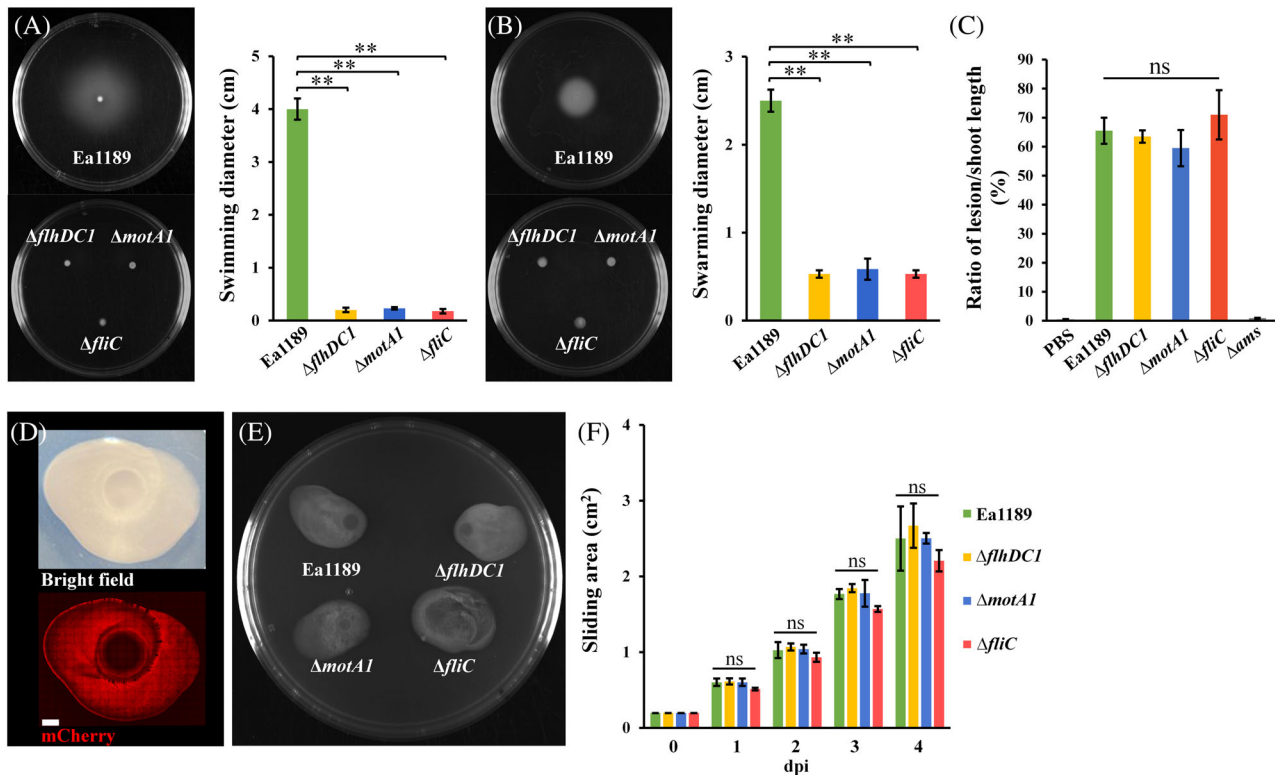 (A)
Ea1189
ΔflhDC1 ΔmotA1
ΔfliC
Swimming diameter (cm)
5
4
3
2
1
0
**
**
**
Ea1189
ΔflhDC1
ΔmotA1
ΔfliC
(B)
Ea1189
ΔflhDC1 ΔmotA1
ΔfliC
Swarming diameter (cm)
3
2
1
0
**
**
**
Ea1189
ΔflhDC1
ΔmotA1
ΔfliC
(C)
Ratio of lesion/shoot length
(%)
90
80
70
60
50
40
30
20
10
0
ns
PBS
Ea1189
ΔflhDC1
ΔmotA1
ΔfliC
Δams
(D)
Bright field
mCherry
(E)
Ea1189
ΔflhDC1
ΔmotA1
ΔfliC
(F)
Sliding area (cm²)
4
3
2
1
0
ns
ns
ns
ns
0 1 2 3 4
dpi
Ea1189
ΔflhDC1
ΔmotA1
ΔfliC